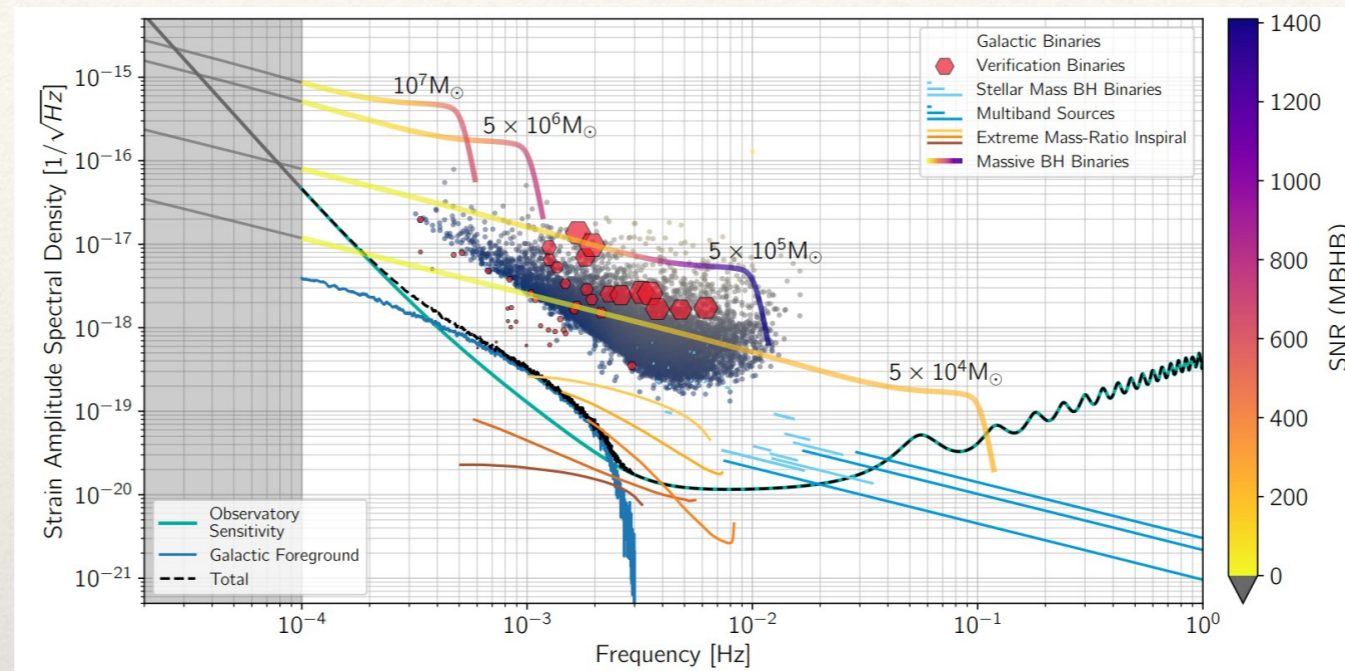 10⁻¹⁵
10⁻¹⁶
10⁻¹⁷
10⁻¹⁸
10⁻¹⁹
10⁻²⁰
10⁻²¹
Strain Amplitude Spectral Density [1/√Hz]
10⁷M⊙
5 × 10⁶M⊙
5 × 10⁵M⊙
5 × 10⁴M⊙
Galactic Binaries
Verification Binaries
Stellar Mass BH Binaries
Multiband Sources
Extreme Mass-Ratio Inspiral
Massive BH Binaries
Observatory
Sensitivity
Galactic Foreground
Total
10⁻⁴
10⁻³
10⁻²
10⁻¹
10⁰
Frequency [Hz]
1400
1200
1000
800
600
400
200
0
SNR (MBHB)